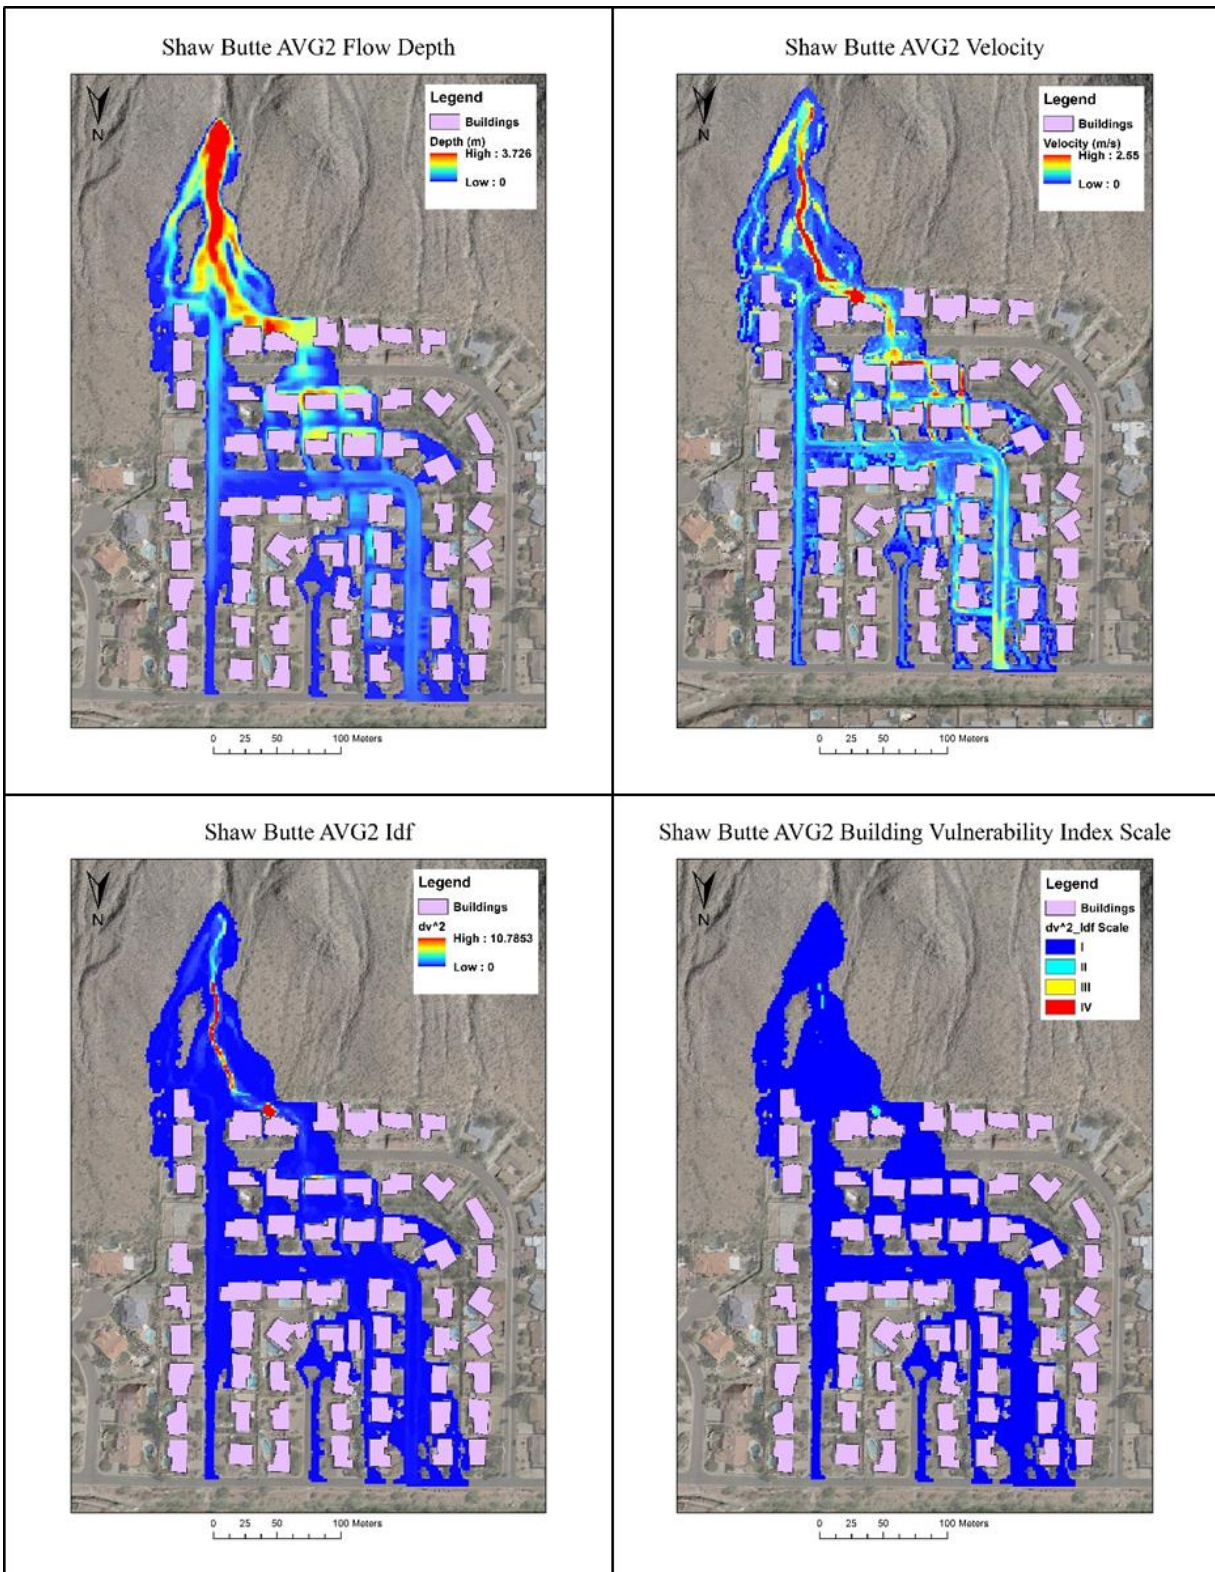 Shaw Butte AVG2 Flow Depth
N
Legend
Buildings
Depth (m)
High : 3.726
Low : 0
0 25 50 100 Meters
Shaw Butte AVG2 Velocity
N
Legend
Buildings
Velocity (m/s)
High : 2.55
Low : 0
0 25 50 100 Meters
Shaw Butte AVG2 Idf
N
Legend
Buildings
dv^2
High : 10.7853
Low : 0
0 25 50 100 Meters
Shaw Butte AVG2 Building Vulnerability Index Scale
N
Legend
Buildings
dv^2_Idf Scale
I
II
III
IV
0 25 50 100 Meters